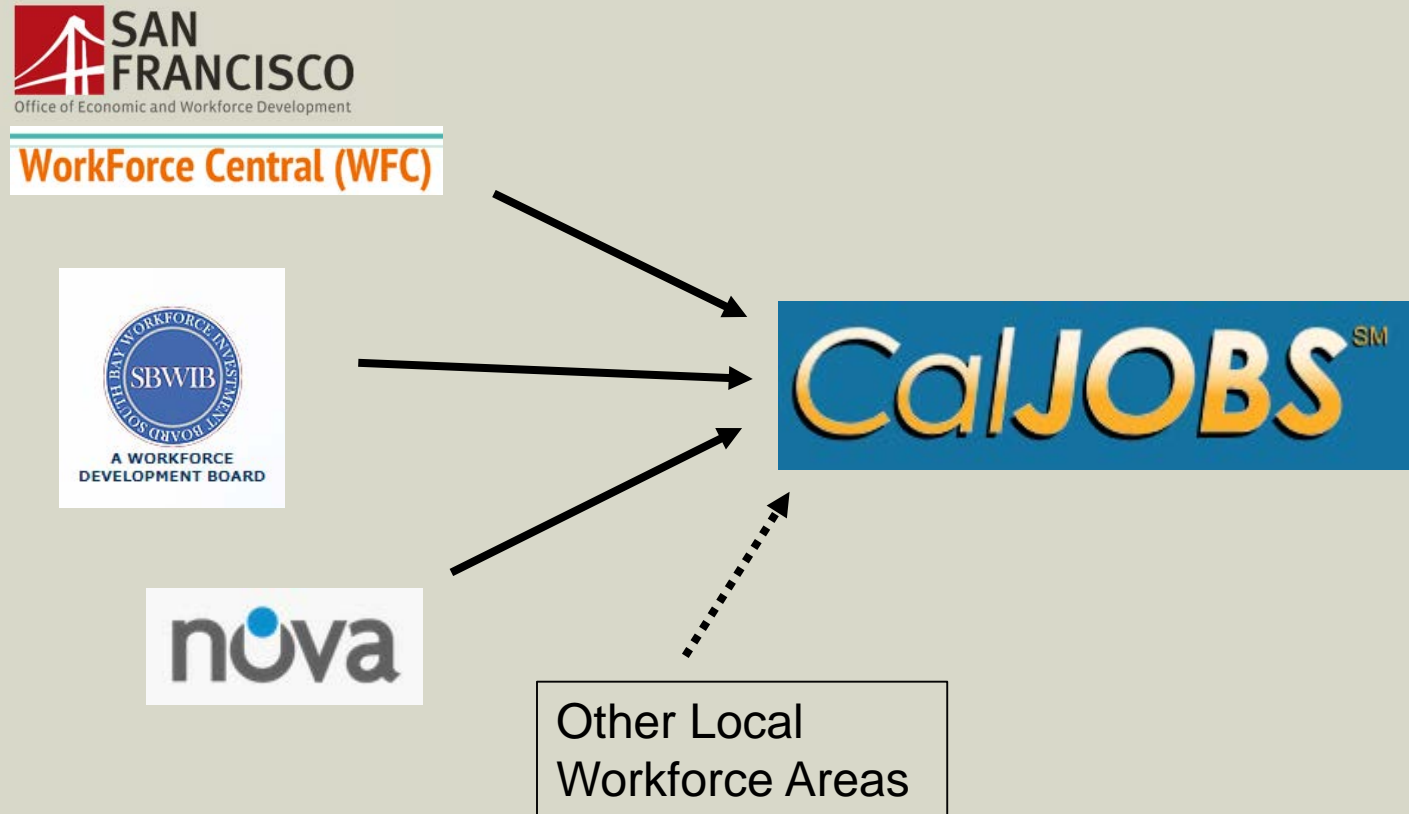 SAN
FRANCISCO
Office of Economic and Workforce Development
WorkForce Central (WFC)
SOUTH BAY WORKFORCE INVESTMENT BOARD
SBWIB
A WORKFORCE
DEVELOPMENT BOARD
nova
CalJOBS SM
Other Local
Workforce Areas